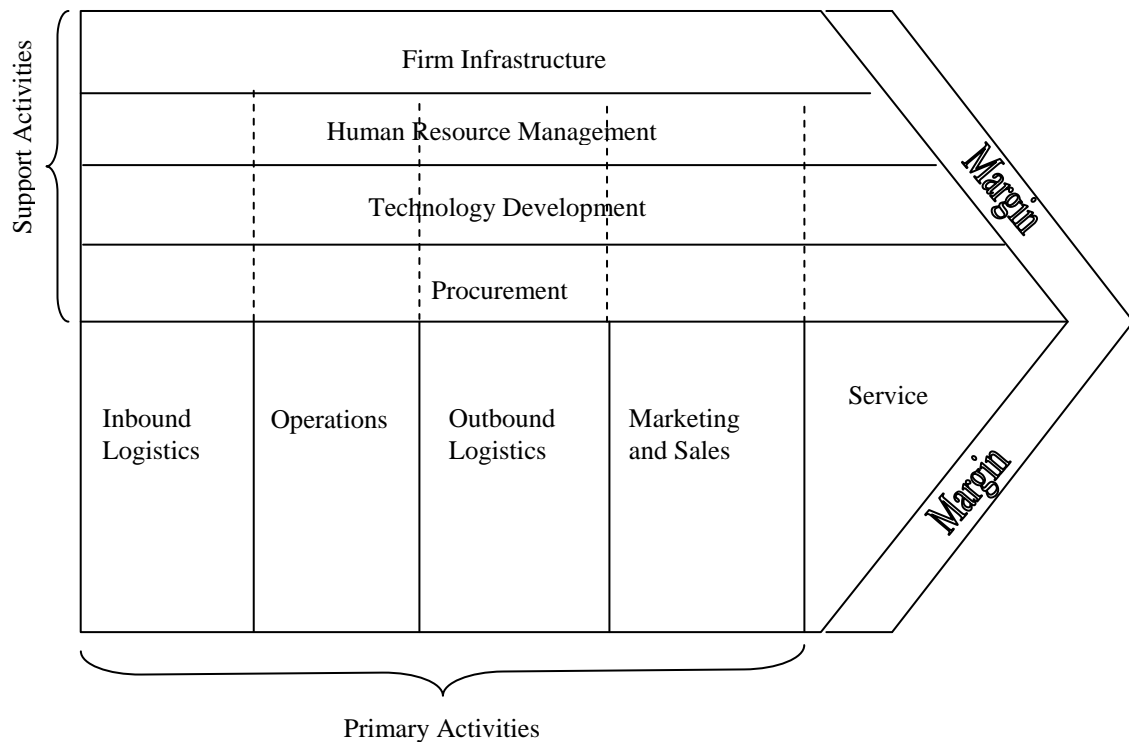 Support Activities
Firm Infrastructure
Human Resource Management
Technology Development
Procurement
Margin
Inbound
Logistics
Operations
Outbound
Logistics
Marketing
and Sales
Service
Margin
Primary Activities